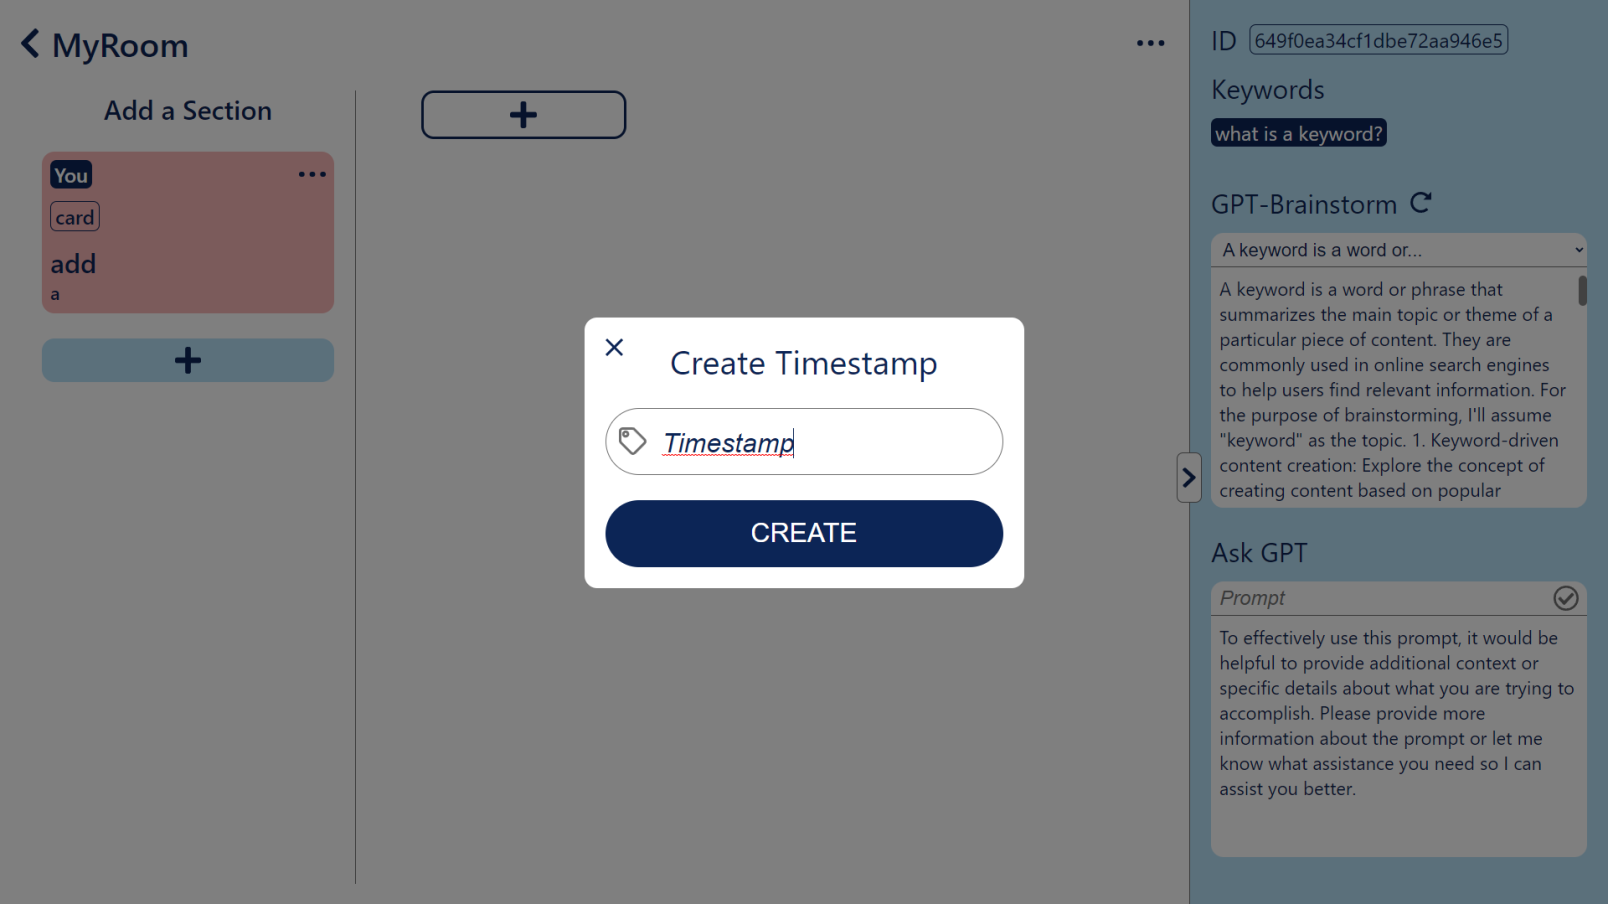 MyRoom
Add a Section
You
card
add
a
Create Timestamp
Timestamp
CREATE
ID 649f0ea34cf1dbe72aa946e5
Keywords
what is a keyword?
GPT-Brainstorm
A keyword is a word or...
A keyword is a word or phrase that
summarizes the main topic or theme of a
particular piece of content. They are
commonly used in online search engines
to help users find relevant information. For
the purpose of brainstorming, I'll assume
"keyword" as the topic. 1. Keyword-driven
content creation: Explore the concept of
creating content based on popular
Ask GPT
Prompt
To effectively use this prompt, it would be
helpful to provide additional context or
specific details about what you are trying to
accomplish. Please provide more
information about the prompt or let me
know what assistance you need so I can
assist you better.